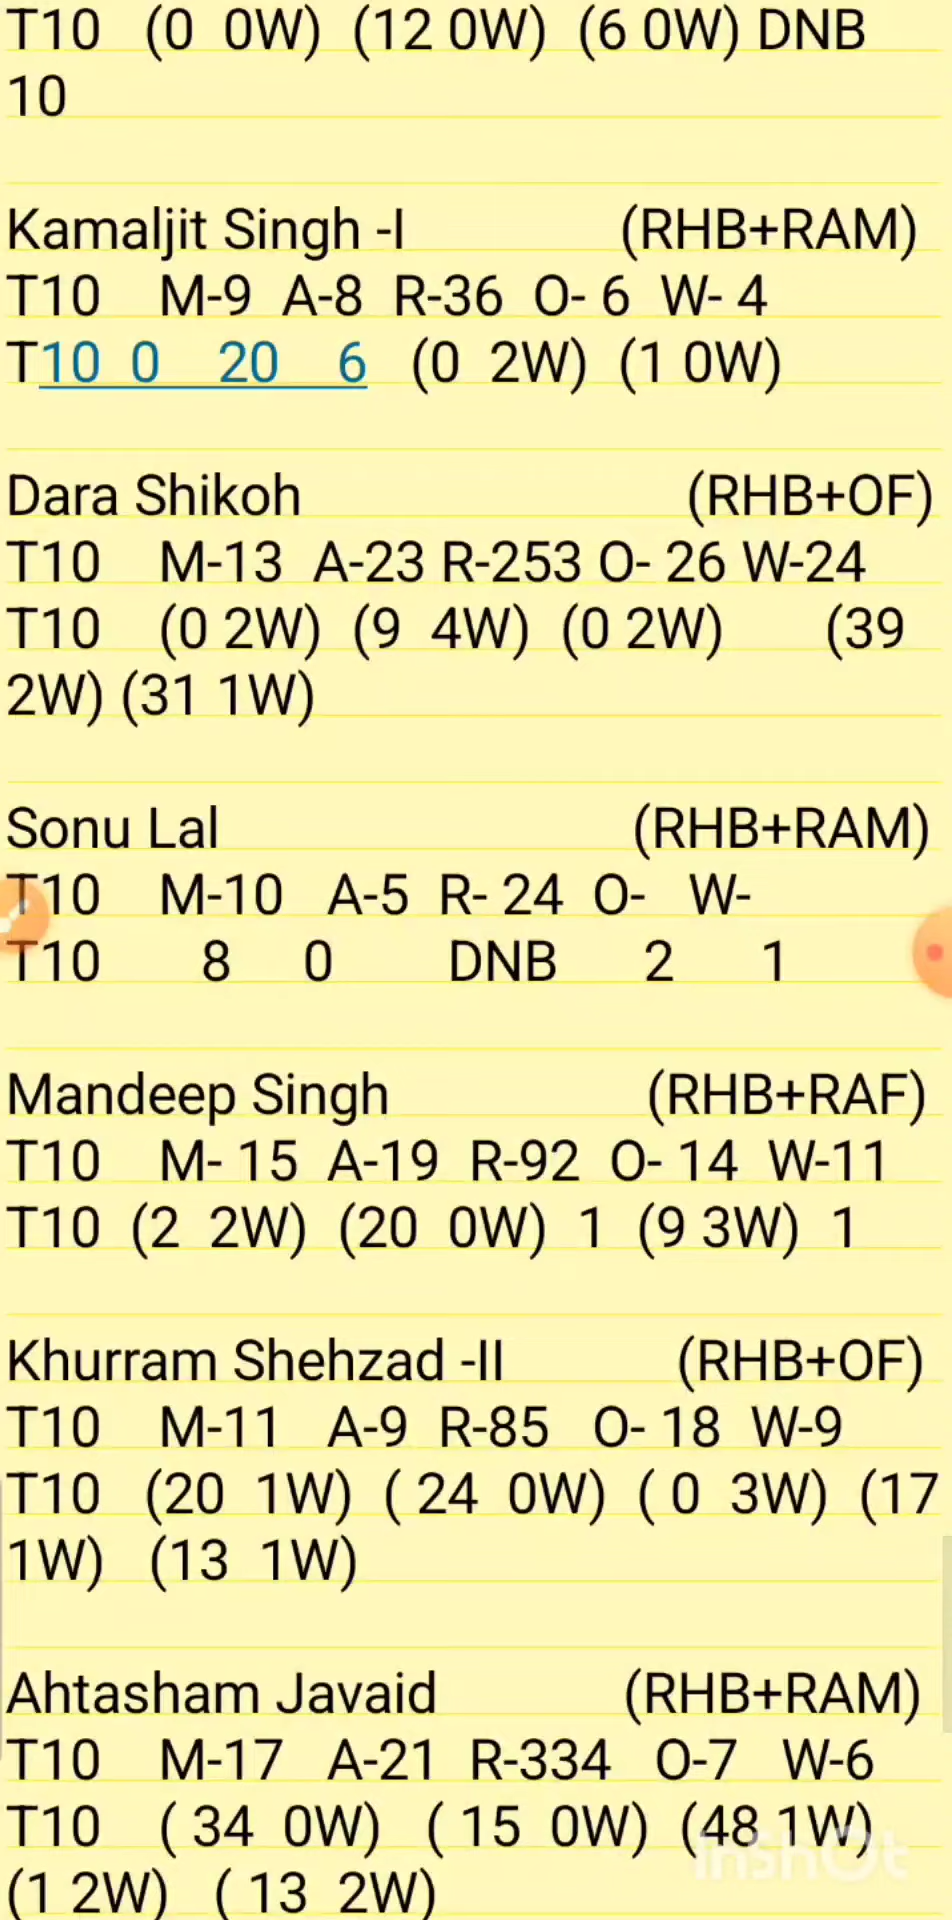 T10 (0 0W) (12 0W) (6 0W) DNB
10
Kamaljit Singh -I (RHB+RAM)
T10 M-9 A-8 R-36 O- 6 W- 4
T10 0 20 6 (0 2W) (1 0W)
Dara Shikoh (RHB+OF)
T10 M-13 A-23 R-253 O- 26 W-24
T10 (0 2W) (9 4W) (0 2W) (39
2W) (31 1W)
Sonu Lal (RHB+RAM)
T10 M-10 A-5 R- 24 O- W-
T10 8 0 DNB 2 1
Mandeep Singh (RHB+RAF)
T10 M- 15 A-19 R-92 O- 14 W-11
T10 (2 2W) (20 0W) 1 (9 3W) 1
Khurram Shehzad -II (RHB+OF)
T10 M-11 A-9 R-85 O- 18 W-9
T10 (20 1W) ( 24 0W) ( 0 3W) (17
1W) (13 1W)
Ahtasham Javaid (RHB+RAM)
T10 M-17 A-21 R-334 O-7 W-6
T10 ( 34 0W) ( 15 0W) (48 1W)
InShOt
(1 2W) ( 13 2W)